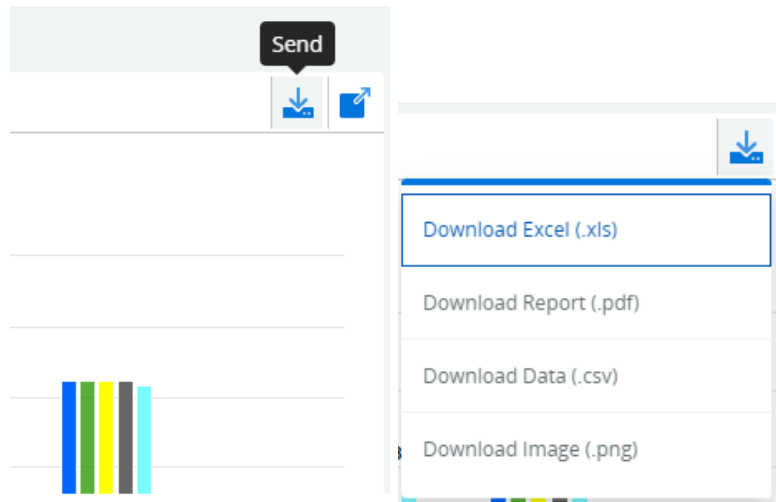 Send
Download Excel (.xls)
Download Report (.pdf)
Download Data (.csv)
Download Image (.png)